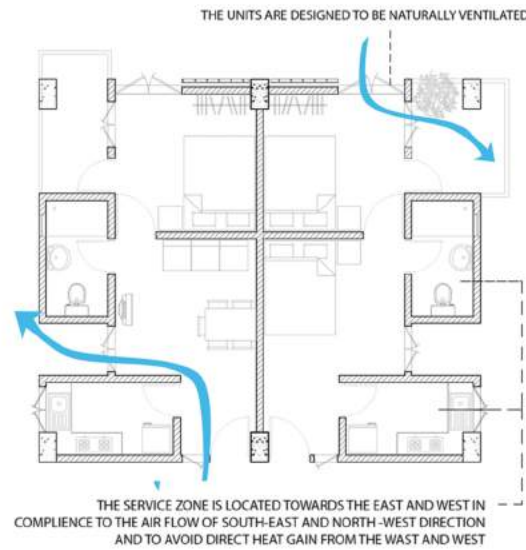 THE UNITS ARE DESIGNED TO BE NATURALLY VENTILATED
THE SERVICE ZONE IS LOCATED TOWARDS THE EAST AND WEST IN
COMPLIENCE TO THE AIR FLOW OF SOUTH-EAST AND NORTH -WEST DIRECTION
AND TO AVOID DIRECT HEAT GAIN FROM THE WAST AND WEST